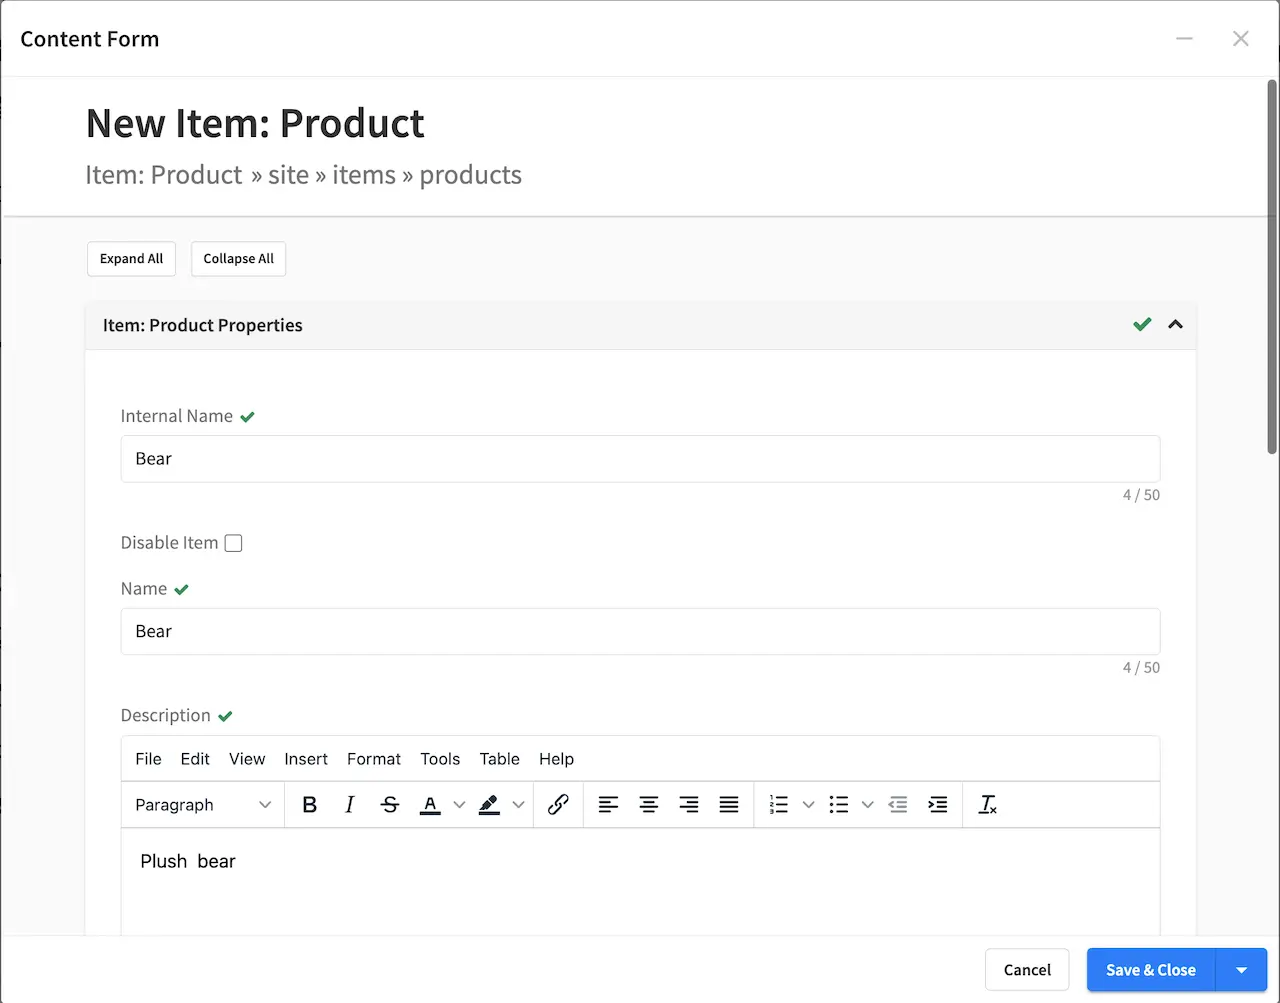 Content Form
New Item: Product
Item: Product » site » items » products
Expand All Collapse All
Item: Product Properties
Internal Name
Bear
4 / 50
Disable Item
Name
Bear
4 / 50
Description
File Edit View Insert Format Tools Table Help
Paragraph B I S A
Plush bear
Cancel Save & Close